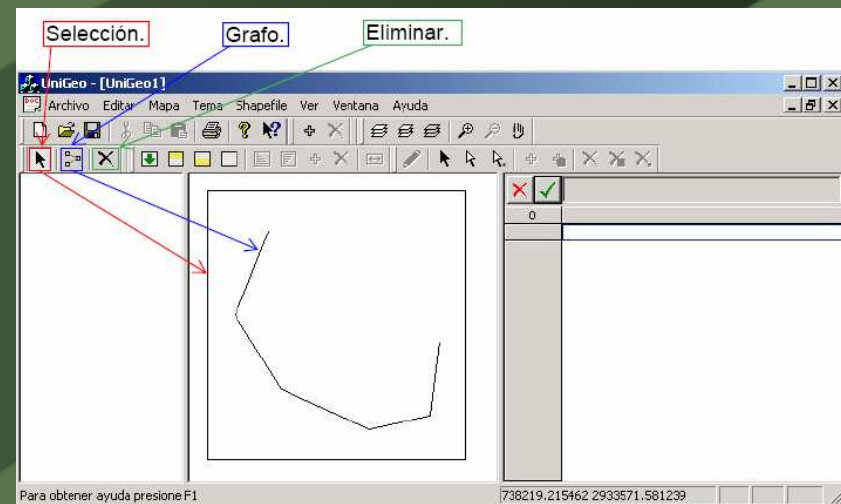 Selección.
Grafo.
Eliminar.
UniGeo - [UniGeo1]
Archivo Editar Mapa Tema Shapefile Ver Ventana Ayuda
0
Para obtener ayuda presione F1
738219.215462 2933571.581239